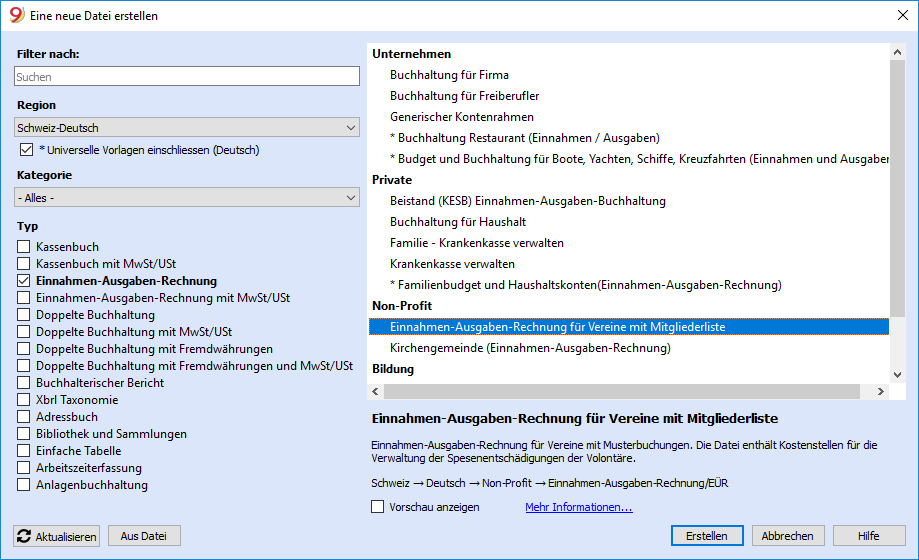 Eine neue Datei erstellen
Filter nach:
Suchen
Region
Schweiz-Deutsch
* Universelle Vorlagen einschliessen (Deutsch)
Kategorie
- Alles -
Typ
Kassenbuch
Kassenbuch mit MwSt/USt
Einnahmen-Ausgaben-Rechnung
Einnahmen-Ausgaben-Rechnung mit MwSt/USt
Doppelte Buchhaltung
Doppelte Buchhaltung mit MwSt/USt
Doppelte Buchhaltung mit Fremdwährungen
Doppelte Buchhaltung mit Fremdwährungen und MwSt/USt
Buchhalterischer Bericht
Xbrl Taxonomie
Adressbuch
Bibliothek und Sammlungen
Einfache Tabelle
Arbeitszeiterfassung
Anlagenbuchhaltung
Unternehmen
Buchhaltung für Firma
Buchhaltung für Freiberufler
Generischer Kontenrahmen
* Buchhaltung Restaurant (Einnahmen / Ausgaben)
* Budget und Buchhaltung für Boote, Yachten, Schiffe, Kreuzfahrten (Einnahmen und Ausgaber
Private
Beistand (KESB) Einnahmen-Ausgaben-Buchhaltung
Buchhaltung für Haushalt
Familie - Krankenkasse verwalten
Krankenkasse verwalten
* Familienbudget und Haushaltskonten(Einnahmen-Ausgaben-Rechnung)
Non-Profit
Einnahmen-Ausgaben-Rechnung für Vereine mit Mitgliederliste
Kirchengemeinde (Einnahmen-Ausgaben-Rechnung)
Bildung
Einnahmen-Ausgaben-Rechnung für Vereine mit Mitgliederliste
Einnahmen-Ausgaben-Rechnung für Vereine mit Musterbuchungen. Die Datei enthält Kostenstellen für die
Verwaltung der Spesenentschädigungen der Volontäre.
Schweiz → Deutsch → Non-Profit → Einnahmen-Ausgaben-Rechnung/EÜR
Vorschau anzeigen Mehr Informationen...
Aktualisieren Aus Datei Erstellen Abbrechen Hilfe